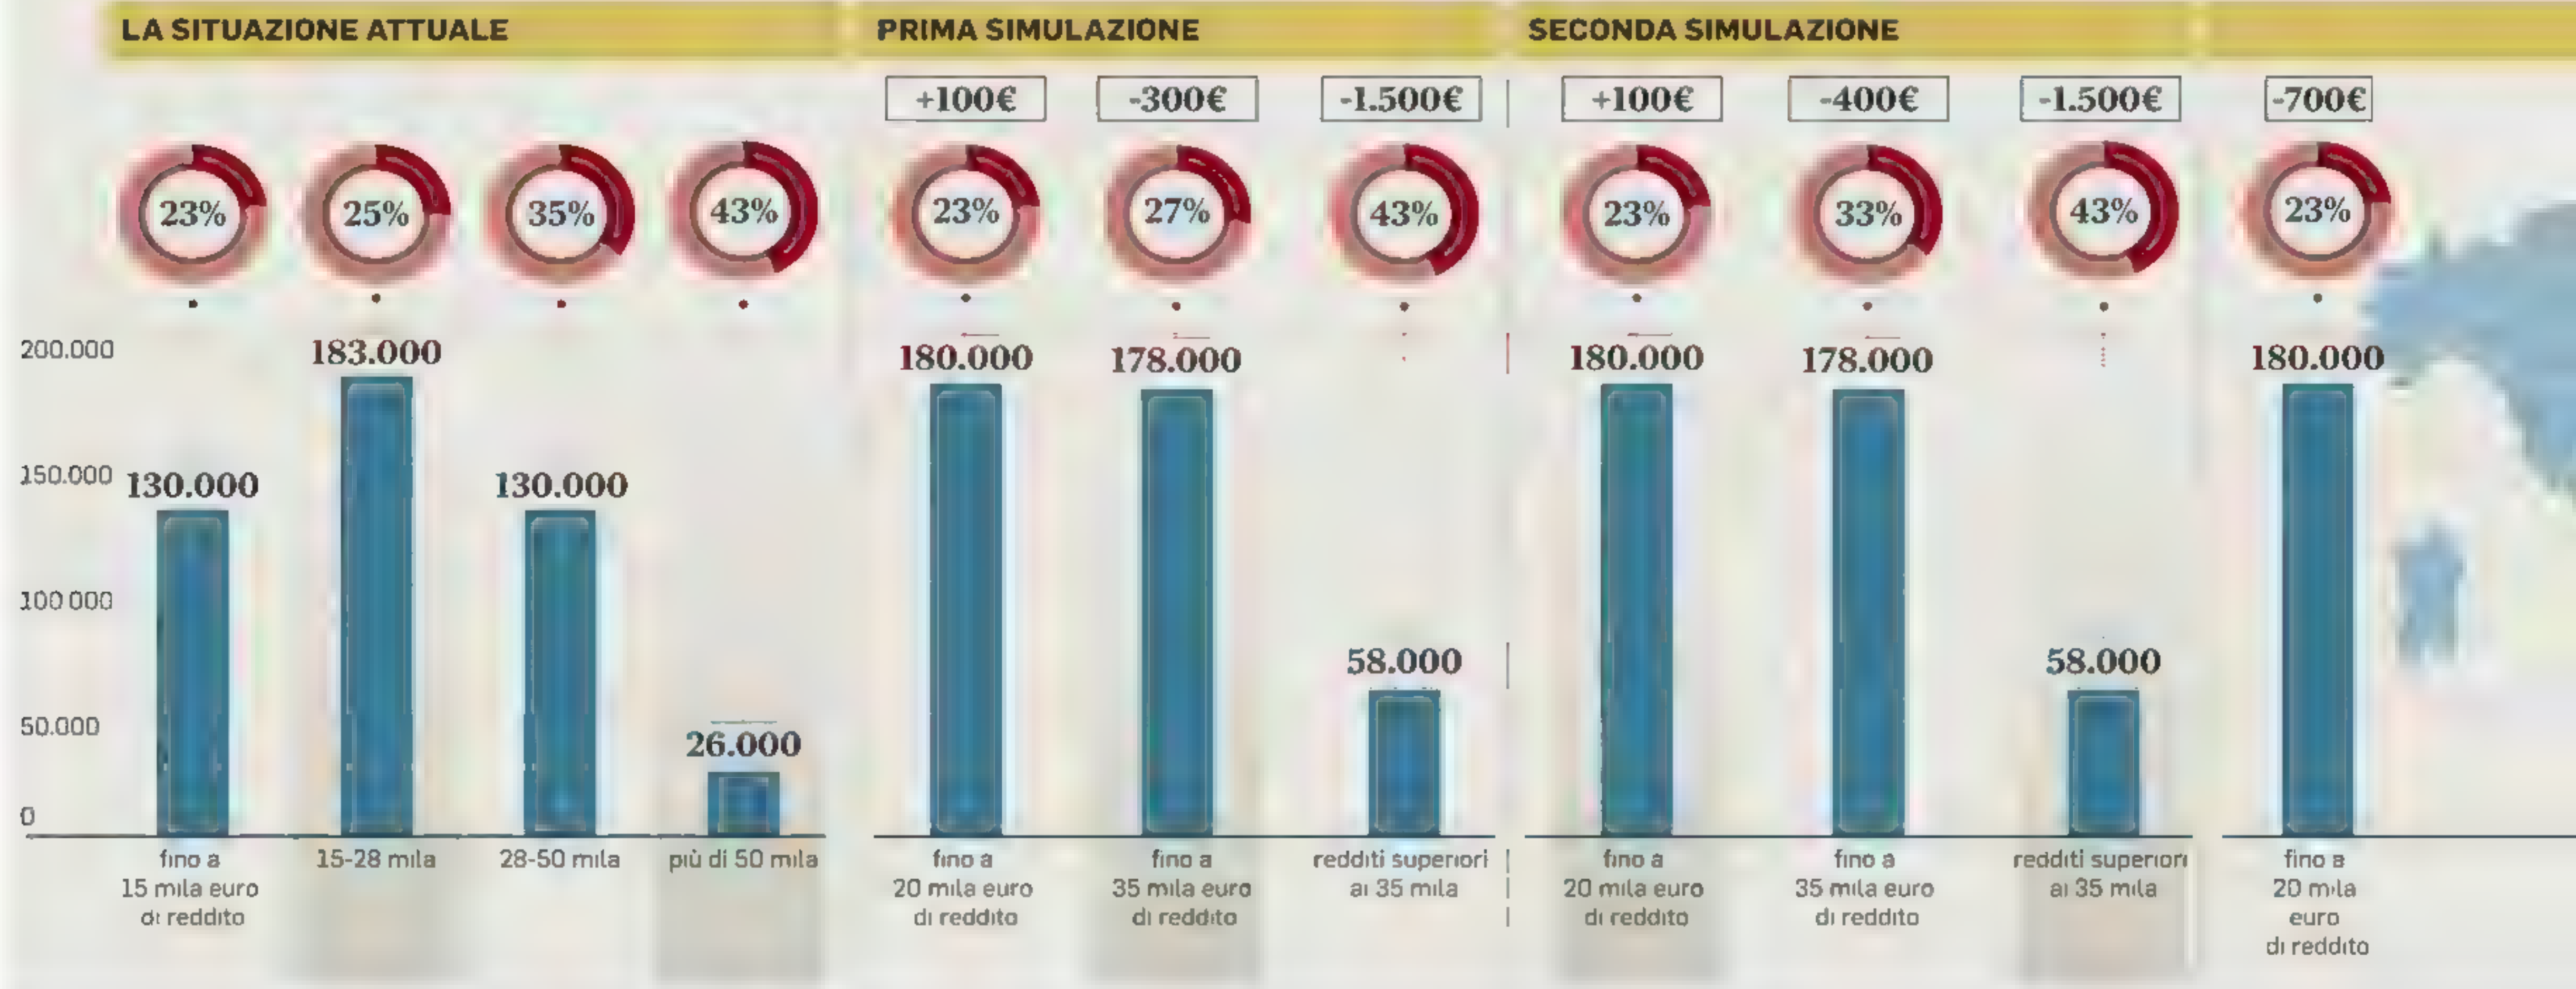 LA SITUAZIONE ATTUALE
PRIMA SIMULAZIONE
SECONDA SIMULAZIONE
+100€
-300€
-1.500€
+100€
-400€
-1.500€
-700€
23%
25%
35%
43%
23%
27%
43%
23%
33%
43%
23%
200.000
150.000
100 000
50.000
0
130.000
183.000
130.000
26.000
180.000
178.000
58.000
180.000
178.000
58.000
180.000
fino a
15 mila euro
di reddito
15-28 mila
28-50 mila
più di 50 mila
fino a
20 mila euro
di reddito
fino a
35 mila euro
di reddito
redditi superiori
ai 35 mila
fino a
20 mila euro
di reddito
fino a
35 mila euro
di reddito
redditi superiori
ai 35 mila
fino a
20 mila
euro
di reddito